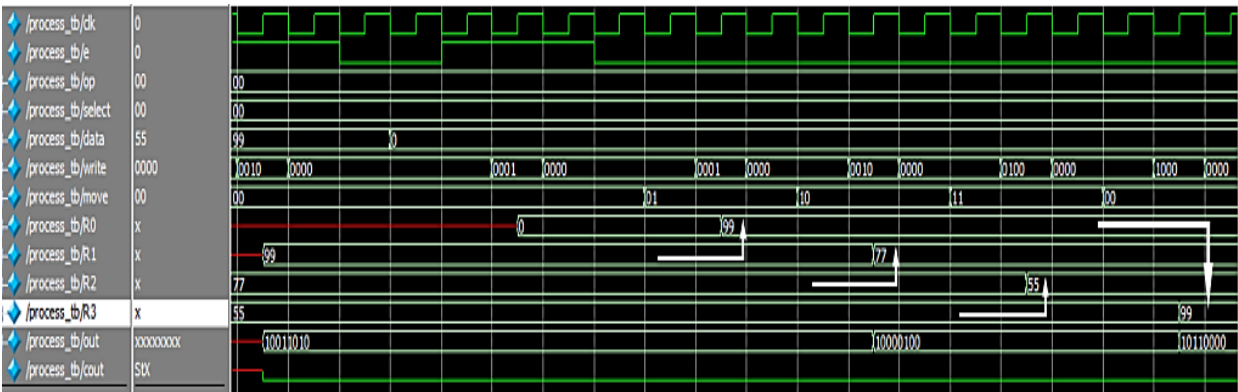 /process_tb/clk 0
/process_tb/e 0
/process_tb/op 00 00
/process_tb/select 00 00
/process_tb/data 55 99 0
/process_tb/write 0000 0010 0000 0001 0000 0001 0000 0010 0000 0100 0000 1000 0000
/process_tb/move 00 00 01 10 11 00
/process_tb/R0 x 0 99
/process_tb/R1 x 99 77
/process_tb/R2 x 77 55
/process_tb/R3 x 55 99
/process_tb/out xxxxxxxx 10011010 10000100 10110000
/process_tb/cout StX